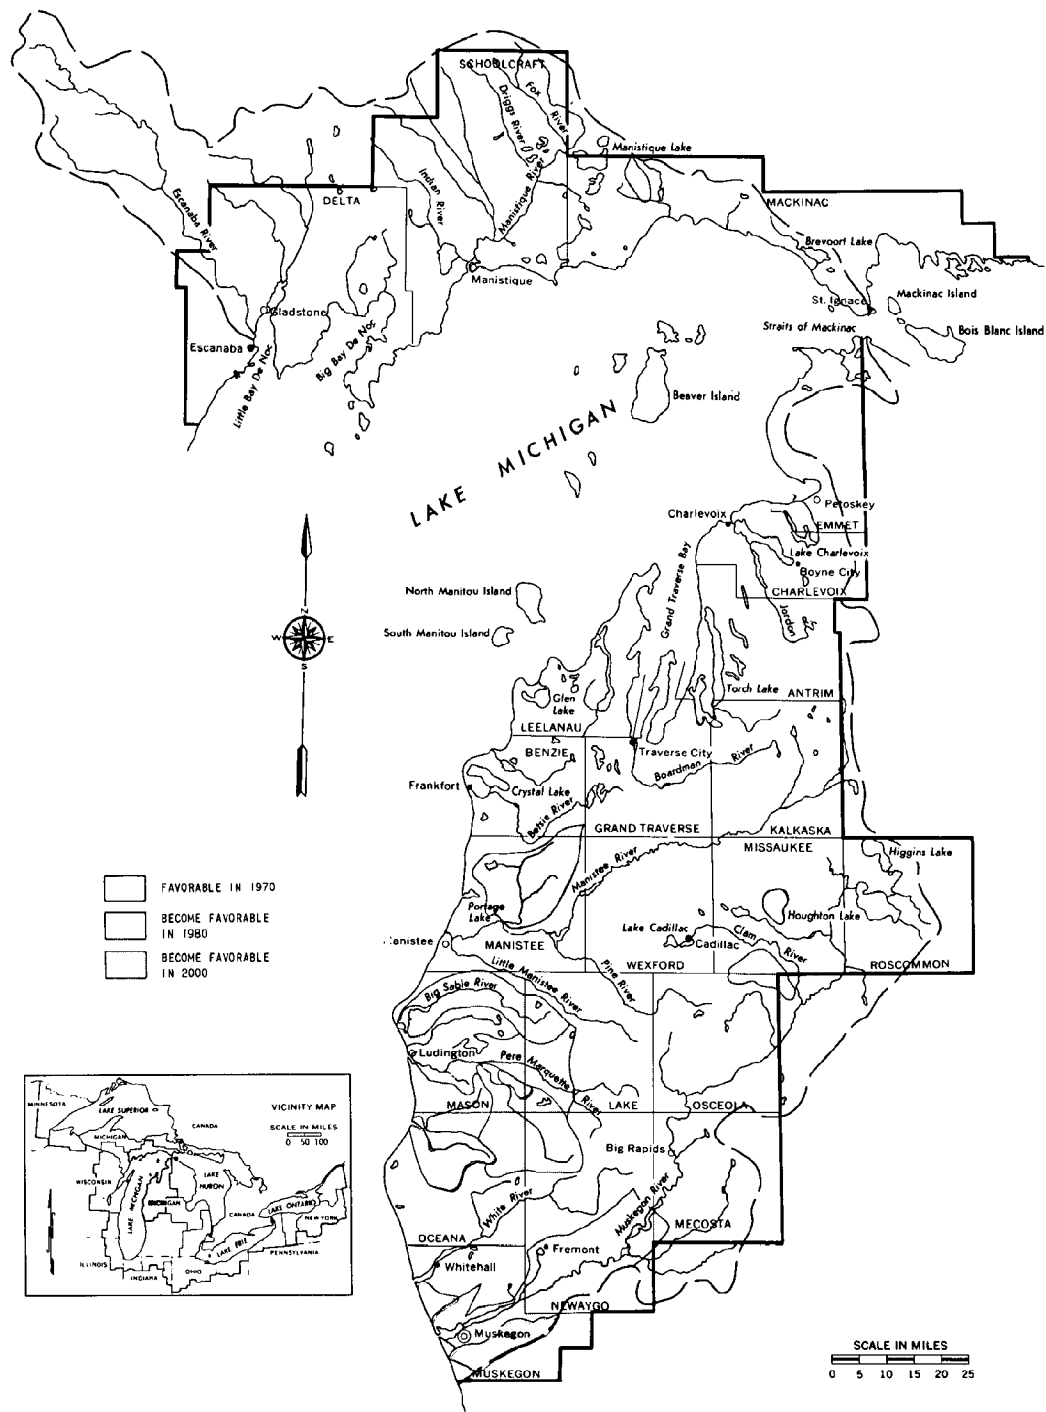 SCHOOLCRAFT
Driggs River
Fox River
Manistique Lake
Indian River
Manistique River
DELTA
MACKINAC
Escanaba River
Brevoort Lake
Manistique
Mackinac Island
St. Ignace
Gladstone
Straits of Mackinac
Bois Blanc Island
Escanaba
Big Bay De Noc
Little Bay De Noc
Beaver Island
LAKE MICHIGAN
Petoskey
Charlevoix
EMMET
Lake Charlevoix
Boyne City
CHARLEVOIX
Grand Traverse Bay
North Manitou Island
Jordon
South Manitou Island
N
W E
S
Torch Lake
ANTRIM
Glen
Lake
LEELANAU
BENZIE
Traverse City
Boardman River
Frankfort
Crystal Lake
Betsie River
GRAND TRAVERSE
KALKASKA
MISSAUKEE
Higgins Lake
Manistee River
FAVORABLE IN 1970
BECOME FAVORABLE
IN 1980
BECOME FAVORABLE
IN 2000
Portage
Lake
Houghton Lake
Lake Cadillac
Clam River
anistee
MANISTEE
Cadillac
WEXFORD
ROSCOMMON
Little Manistee River
Pine River
Big Sable River
Ludington
Pere Marquette River
MASON
LAKE
OSCEOLA
Big Rapids
White River
Muskegon River
MECOSTA
OCEANA
Fremont
Whitehall
NEWAYGO
Muskegon
MUSKEGON
VICINITY MAP
SCALE IN MILES
0 50 100
MINNESOTA
LAKE SUPERIOR
CANADA
MICHIGAN
WISCONSIN
LAKE MICHIGAN
LAKE
HURON
MICHIGAN
CANADA
LAKE ONTARIO
NEW YORK
LAKE ERIE
PENNSYLVANIA
ILLINOIS
INDIANA
OHIO
SCALE IN MILES
0 5 10 15 20 25